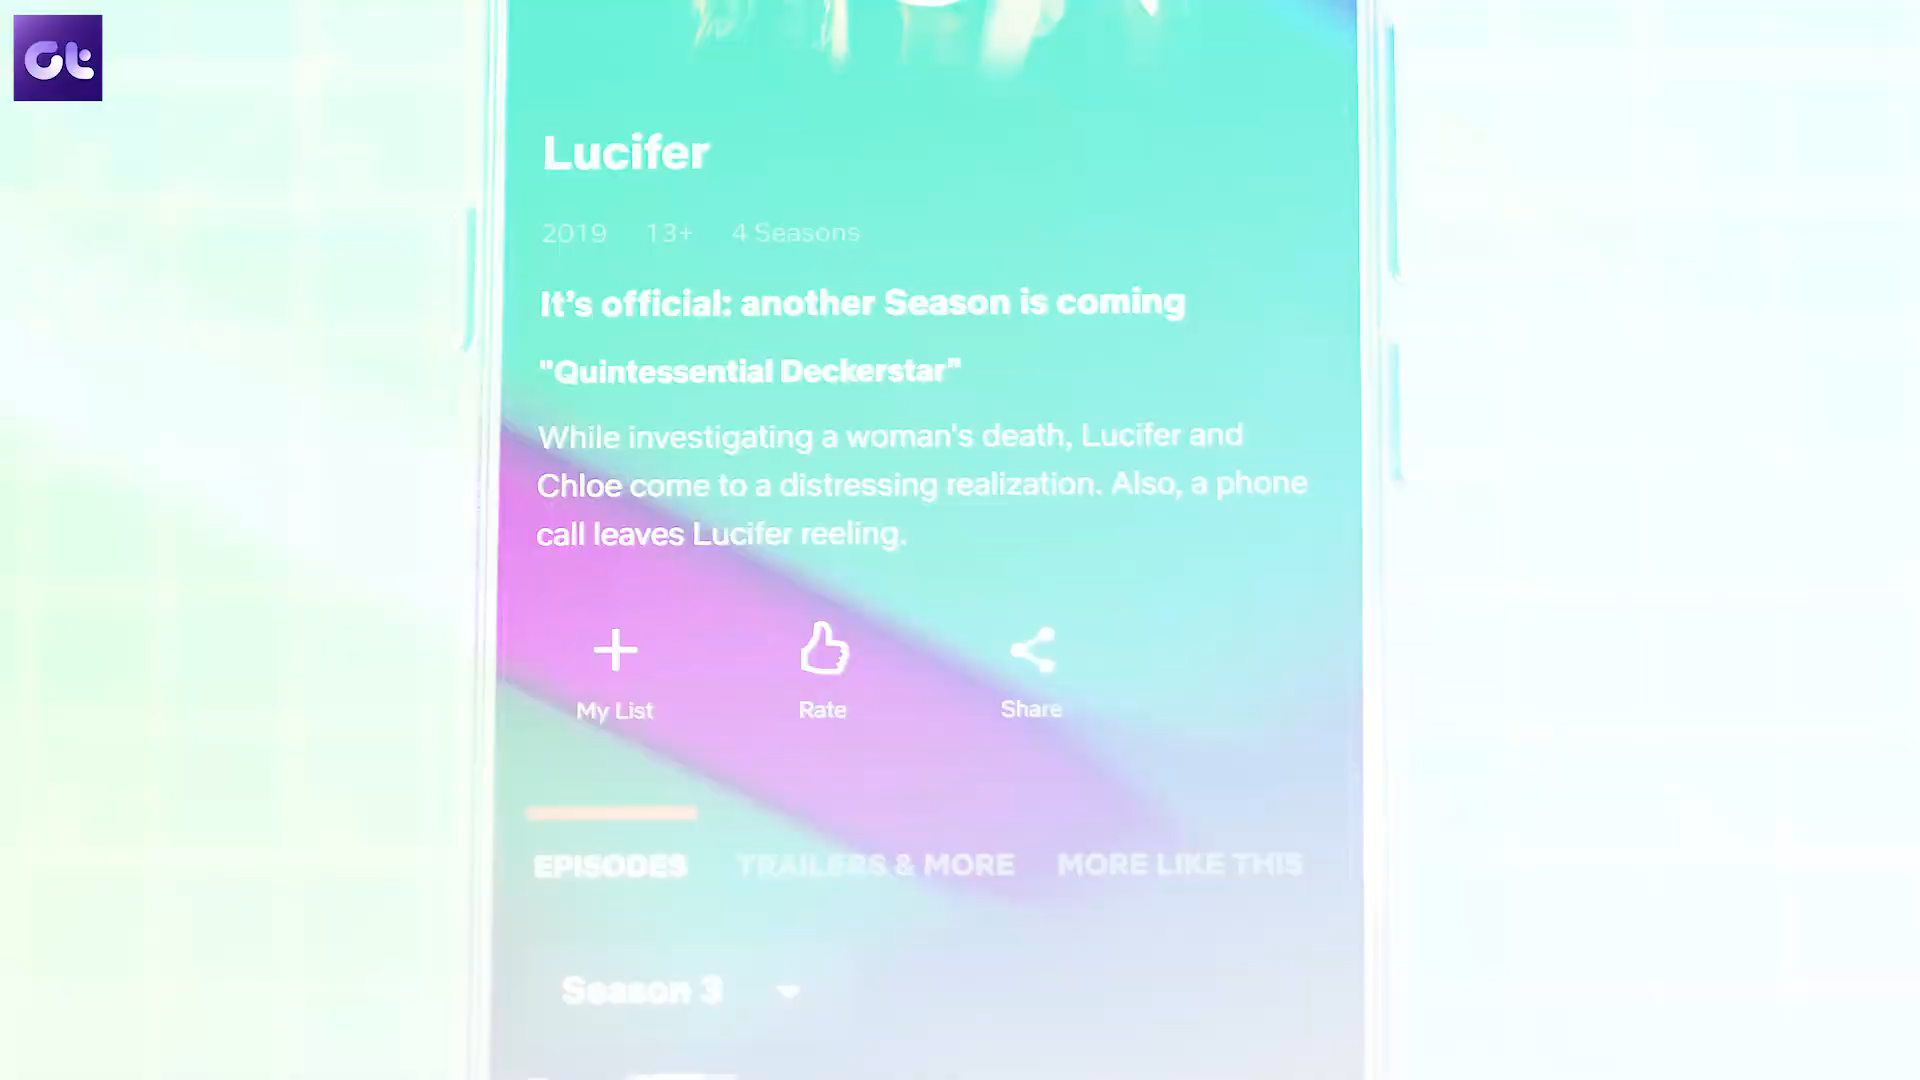 Gt
Lucifer
2019 13+ 4 Seasons
It's official: another Season is coming
"Quintessential Deckerstar"
While investigating a woman's death, Lucifer and
Chloe come to a distressing realization. Also, a phone
call leaves Lucifer reeling.
My List Rate Share
EPISODES TRAILERS & MORE MORE LIKE THIS
Season 3